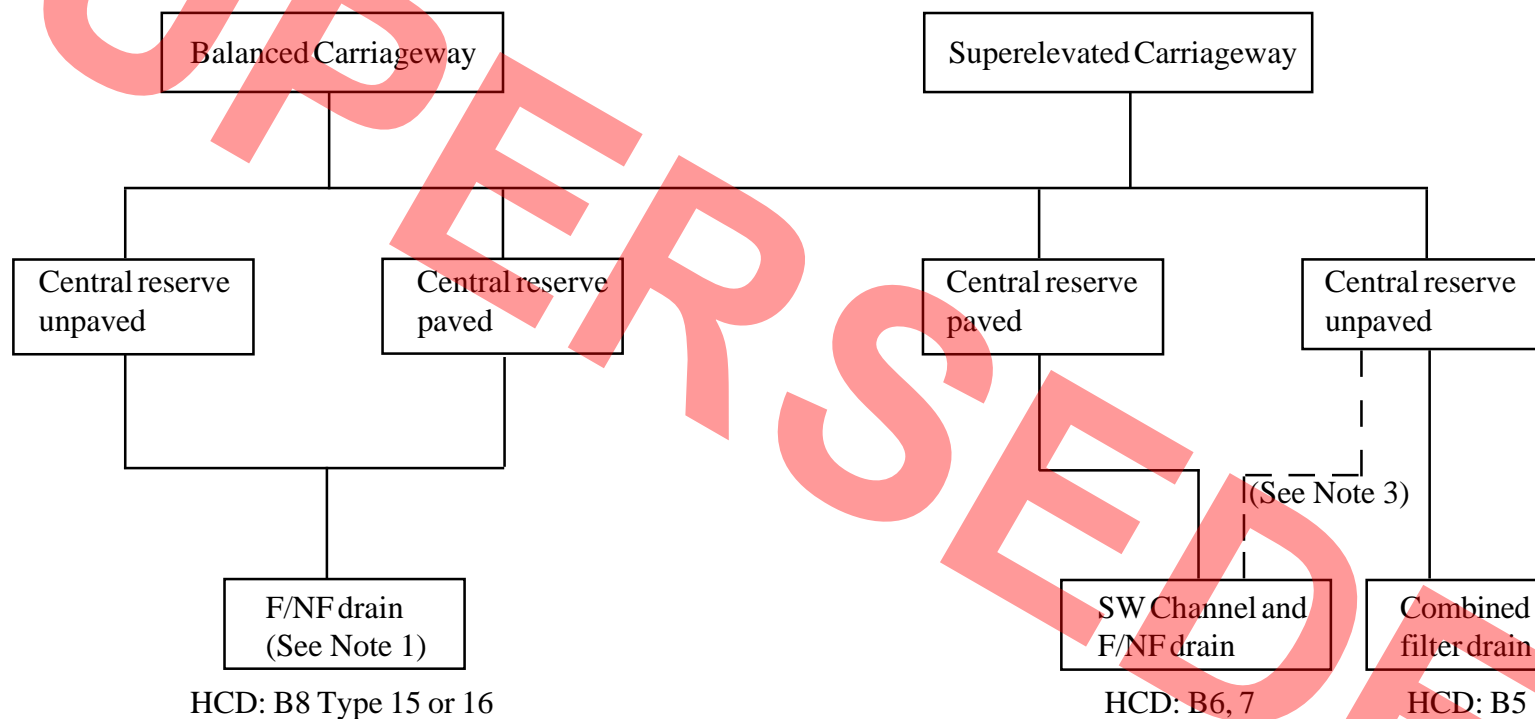 Balanced Carriageway
Superelevated Carriageway
Central reserve
unpaved
Central reserve
paved
Central reserve
paved
Central reserve
unpaved
(See Note 3)
F/NF drain
(See Note 1)
SW Channel and
F/NF drain
Combined
filter drain
HCD: B8 Type 15 or 16
HCD: B6, 7
HCD: B5